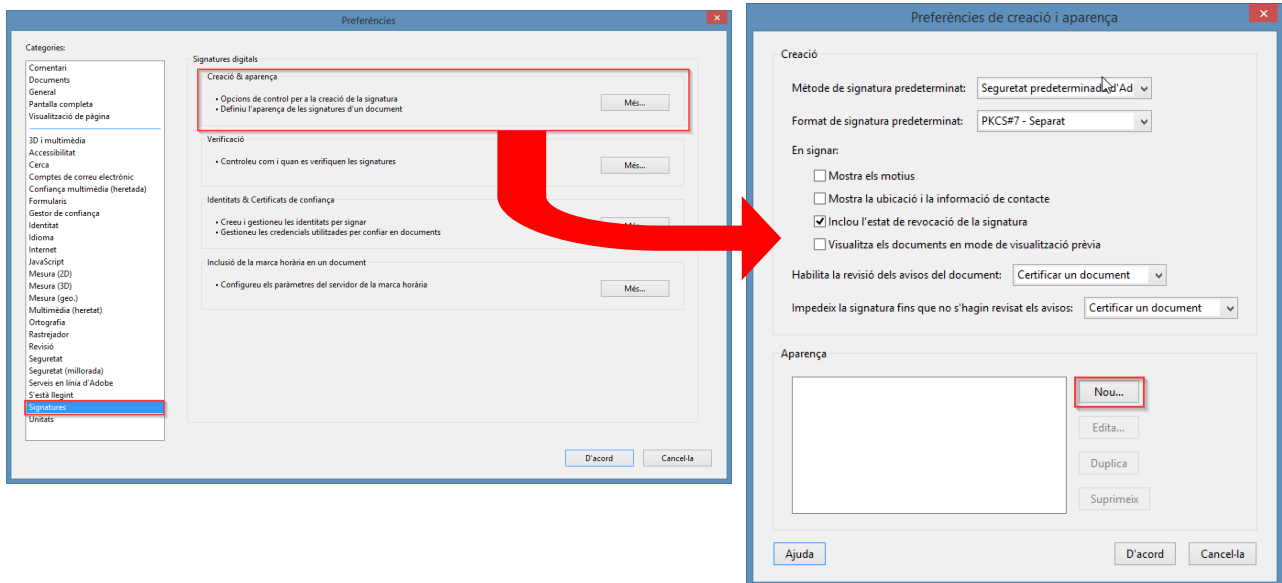 Preferències
Categories:
Comentari
Documents
General
Pantalla completa
Visualització de pàgina
3D i multimèdia
Accessibilitat
Cerca
Comptes de correu electrònic
Confiança multimèdia (heretada)
Formularis
Gestor de confiança
Identitat
Idioma
Internet
JavaScript
Mesura (2D)
Mesura (3D)
Mesura (geo.)
Multimèdia (heretat)
Ortografia
Rastrejador
Revisió
Seguretat
Seguretat (millorada)
Serveis en línia d'Adobe
S'està llegint
Signatures
Unitats
Signatures digitals
Creació & aparença
• Opcions de control per a la creació de la signatura
• Definiu l'aparença de les signatures d'un document
Més...
Verificació
• Controleu com i quan es verifiquen les signatures
Més...
Identitats & Certificats de confiança
• Creeu i gestioneu les identitats per signar
• Gestioneu les credencials utilitzades per confiar en documents
Inclusió de la marca horària en un document
• Configureu els paràmetres del servidor de la marca horària
Més...
D'acord
Cancel·la
Preferències de creació i aparença
Creació
Mètode de signatura predeterminat:
Seguretat predeterminada d'Ad
Format de signatura predeterminat:
PKCS#7 - Separat
En signar:
Mostra els motius
Mostra la ubicació i la informació de contacte
Inclou l'estat de revocació de la signatura
Visualitza els documents en mode de visualització prèvia
Habilita la revisió dels avisos del document:
Certificar un document
Impedeix la signatura fins que no s'hagin revisat els avisos:
Certificar un document
Aparença
Nou...
Edita...
Duplica
Suprimeix
Ajuda
D'acord
Cancel·la